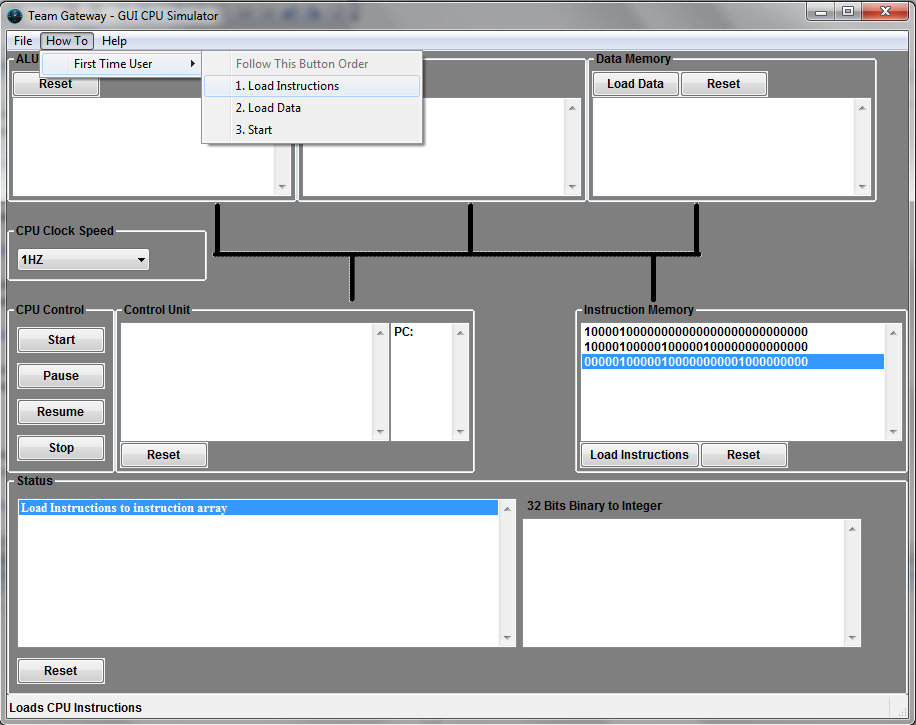 Team Gateway - GUI CPU Simulator
File How To Help
First Time User
Follow This Button Order
1. Load Instructions
2. Load Data
3. Start
ALU
Reset
Data Memory
Load Data Reset
CPU Clock Speed
1HZ
CPU Control
Start
Pause
Resume
Stop
Control Unit
PC:
Reset
Instruction Memory
10000100000000000000000000000000
10000100000100000100000000000000
00000100000100000000001000000000
Load Instructions Reset
Status
Load Instructions to instruction array
32 Bits Binary to Integer
Reset
Loads CPU Instructions